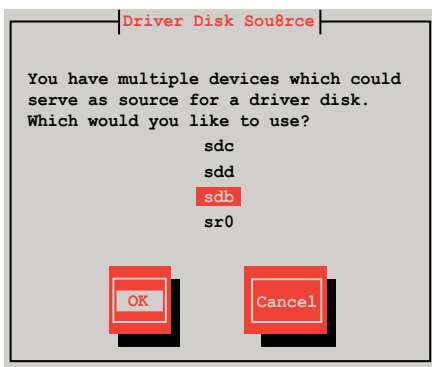 Driver Disk Sou8rce
You have multiple devices which could
serve as source for a driver disk.
Which would you like to use?
sdc
sdd
sdb
sr0
OK Cancel